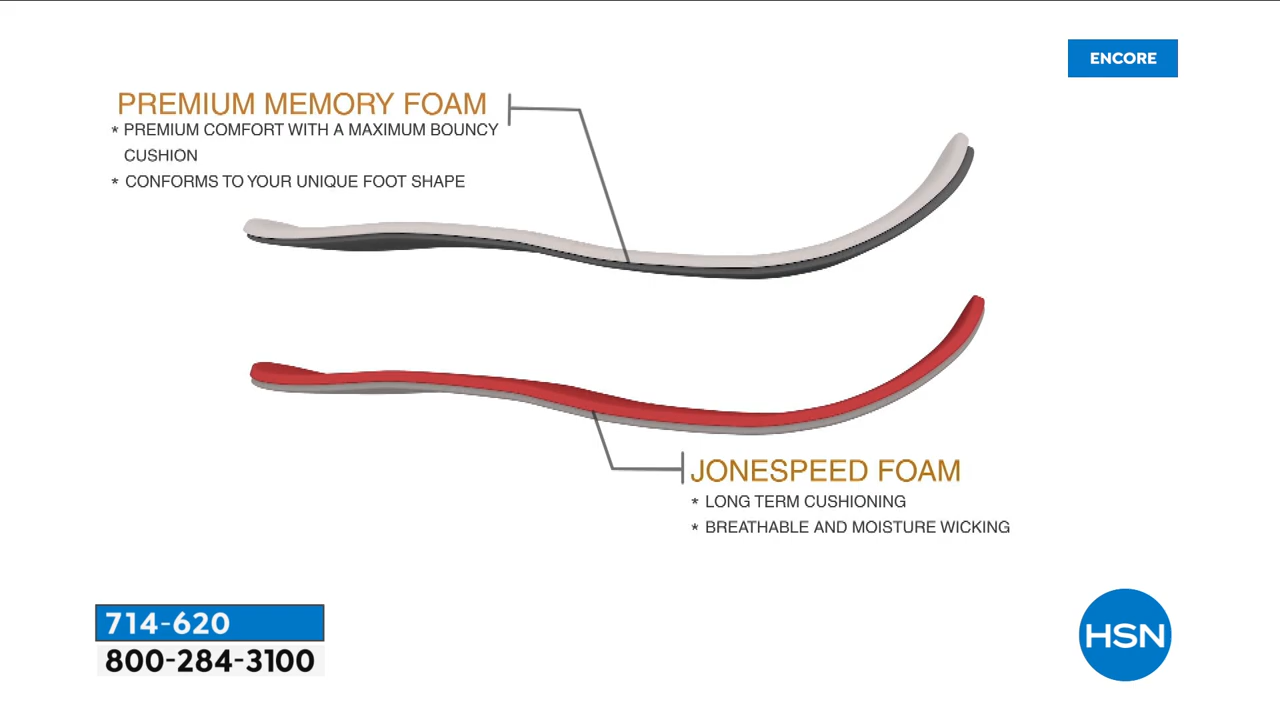 ENCORE
PREMIUM MEMORY FOAM
* PREMIUM COMFORT WITH A MAXIMUM BOUNCY
CUSHION
* CONFORMS TO YOUR UNIQUE FOOT SHAPE
JONESPEED FOAM
* LONG TERM CUSHIONING
* BREATHABLE AND MOISTURE WICKING
714-620
800-284-3100
HSN